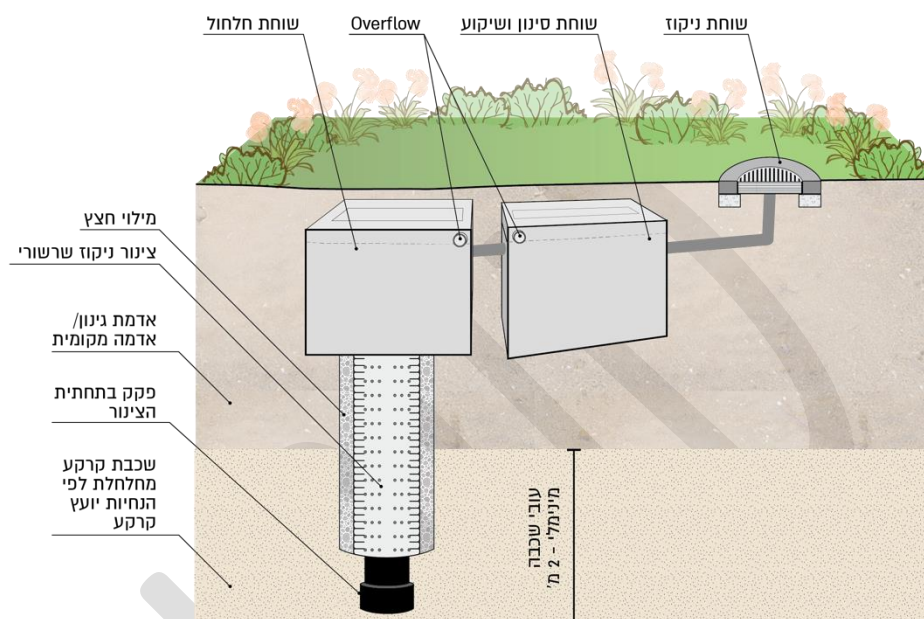 שוחת ניקוז
שוחת סינון ושיקוע
Overflow
שוחת חלחול
מילוי חצץ
צינור ניקוז שרשורי
אדמת גינון/
אדמה מקומית
פקק בתחתית
הצינור
שכבת קרקע
מחלחלת לפי
הנחיות יועץ
קרקע
עובי שכבה
מינימלי - 2 מ'